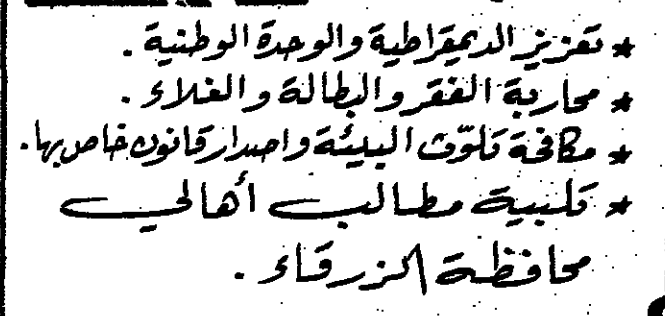 * تعزيز الديمقراطية والوحدة الوطنية .
* محاربة الفقر والبطالة والغلاء .
* مكافحة تلوّث البيئة واصدار قانون خاص بها .
* تلبية مطالب أهالي
محافظة الزرقاء .